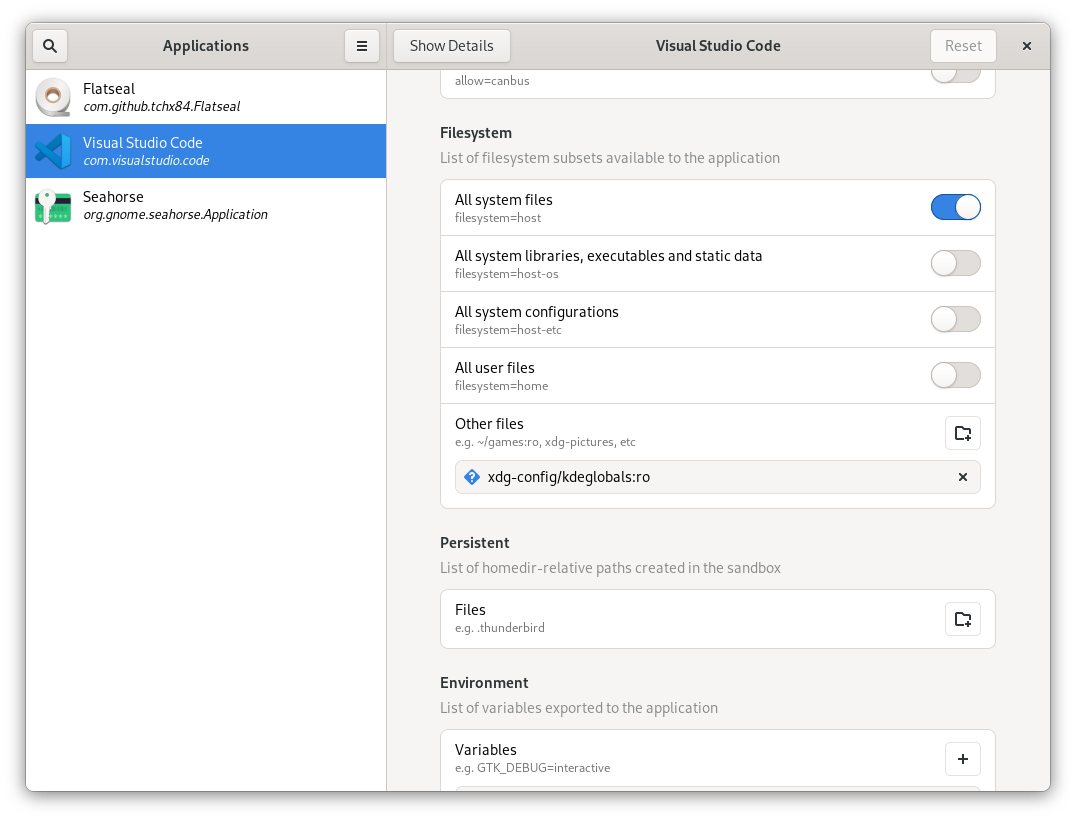 Applications
Show Details
Visual Studio Code
Reset
Flatseal
com.github.tchx84.Flatseal
Visual Studio Code
com.visualstudio.code
Seahorse
org.gnome.seahorse.Application
allow=canbus
Filesystem
List of filesystem subsets available to the application
All system files
filesystem=host
All system libraries, executables and static data
filesystem=host-os
All system configurations
filesystem=host-etc
All user files
filesystem=home
Other files
e.g. ~/games:ro, xdg-pictures, etc
xdg-config/kdeglobals:ro
Persistent
List of homedir-relative paths created in the sandbox
Files
e.g. .thunderbird
Environment
List of variables exported to the application
Variables
e.g. GTK_DEBUG=interactive